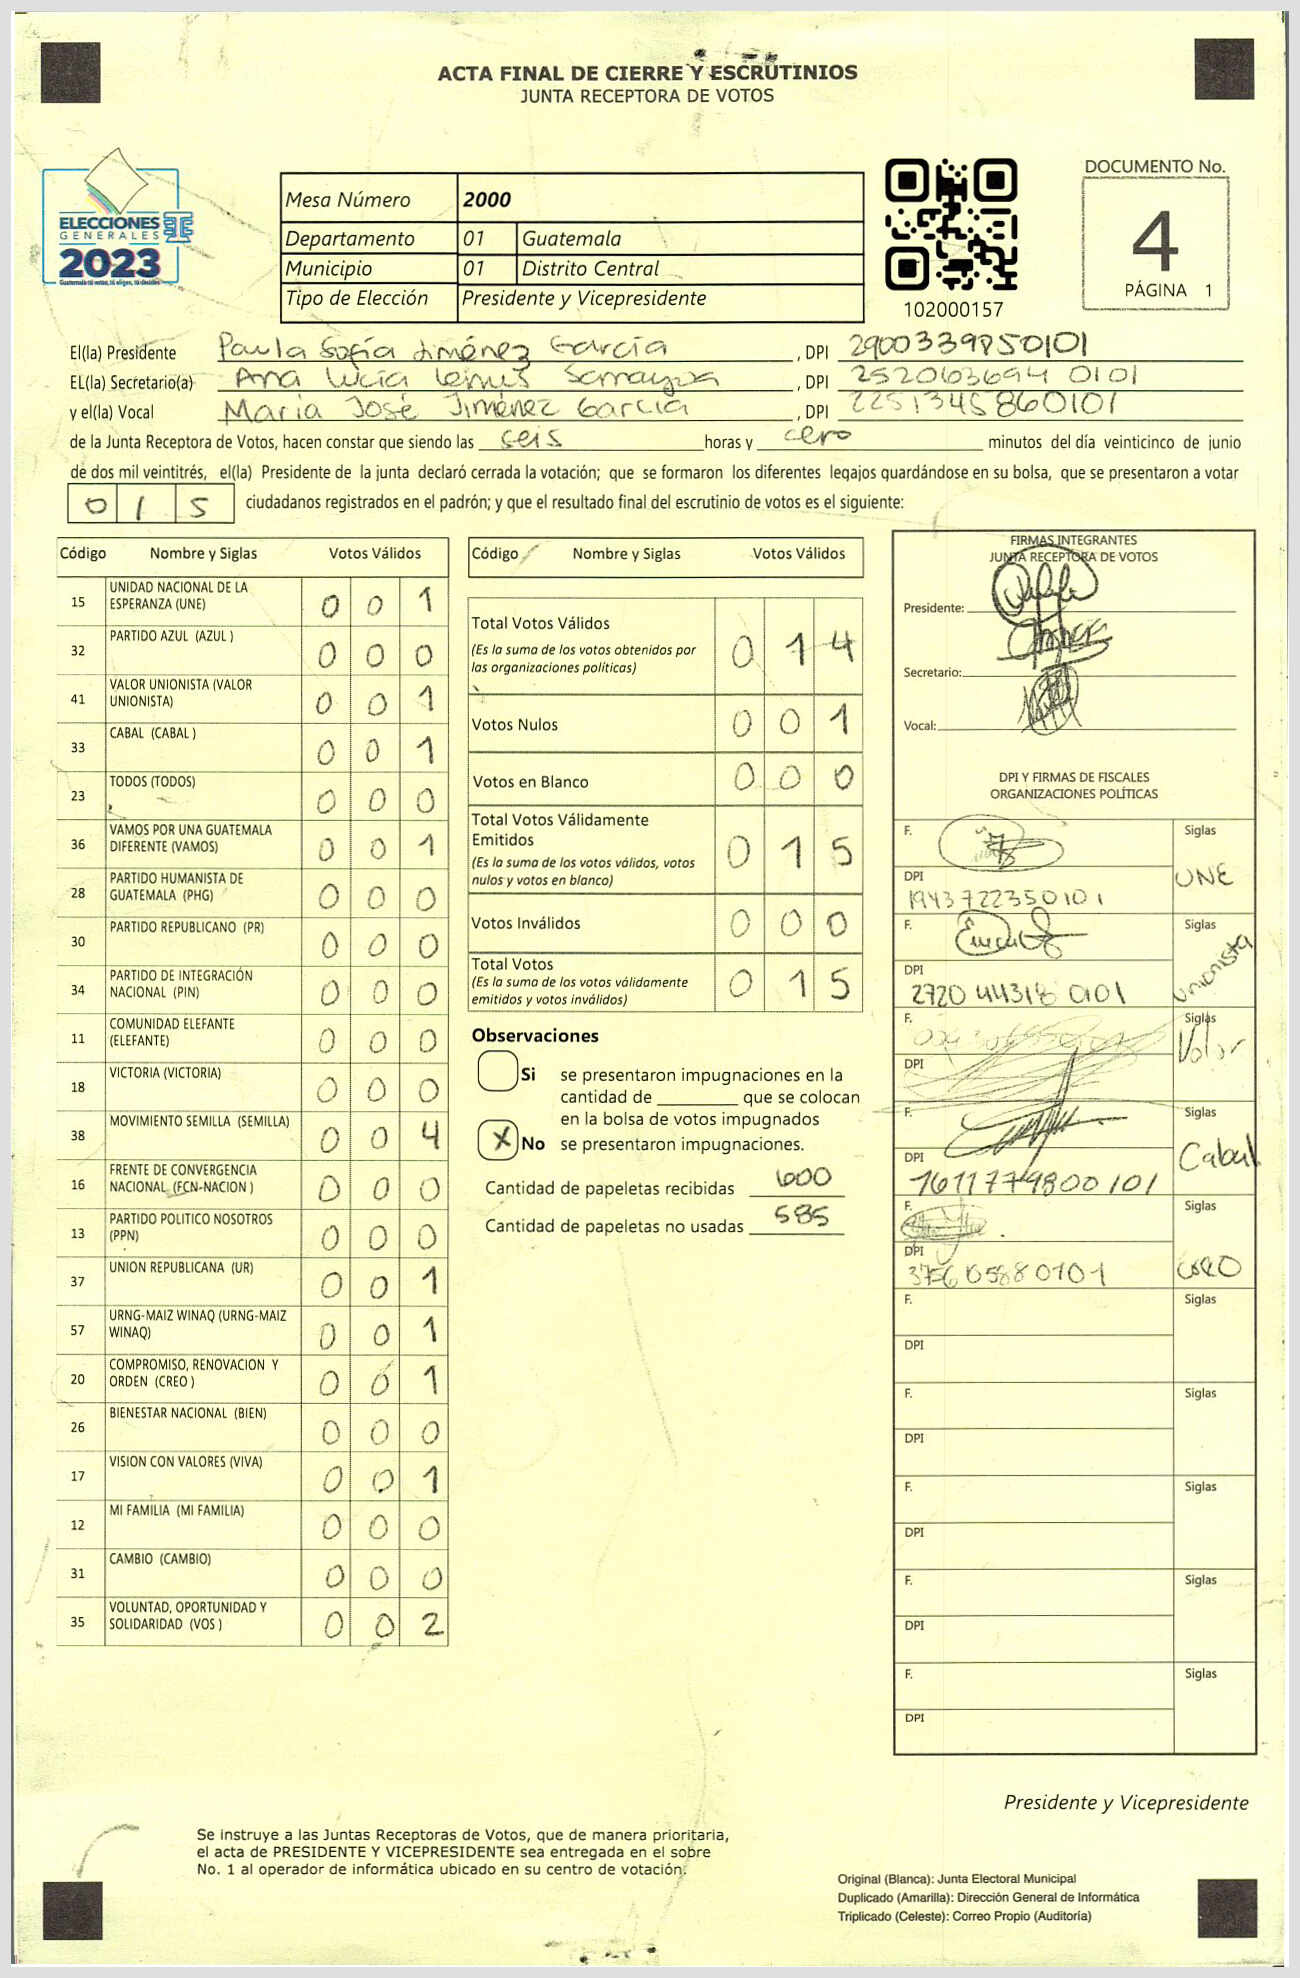 ACTA FINAL DE CIERRE Y ESCRUTINIOS
JUNTA RECEPTORA DE VOTOS
ELECCIONES
GENERALES
2023
Guatemala tú votas, tú eliges, tú decides
Mesa Número 2000
Departamento 01 Guatemala
Municipio 01 Distrito Central
Tipo de Elección Presidente y Vicepresidente
102000157
DOCUMENTO No.
4
PÁGINA 1
El(la) Presidente Paula Sofía Jiménez García, DPI 2900339850101
EL(la) Secretario(a) Ana Lucía Lemus Samayoa, DPI 2520636940101
y el(la) Vocal María José Jiménez García, DPI 2251345860101
de la Junta Receptora de Votos, hacen constar que siendo las seis horas y cero minutos del día veinticinco de junio
de dos mil veintitrés, el(la) Presidente de la junta declaró cerrada la votación; que se formaron los diferentes legajos guardándose en su bolsa, que se presentaron a votar
0 1 5 ciudadanos registrados en el padrón; y que el resultado final del escrutinio de votos es el siguiente:
Código Nombre y Siglas Votos Válidos
15 UNIDAD NACIONAL DE LA ESPERANZA (UNE) 0 0 1
32 PARTIDO AZUL (AZUL ) 0 0 0
41 VALOR UNIONISTA (VALOR UNIONISTA) 0 0 1
33 CABAL (CABAL ) 0 0 1
23 TODOS (TODOS) 0 0 0
36 VAMOS POR UNA GUATEMALA DIFERENTE (VAMOS) 0 0 1
28 PARTIDO HUMANISTA DE GUATEMALA (PHG) 0 0 0
30 PARTIDO REPUBLICANO (PR) 0 0 0
34 PARTIDO DE INTEGRACIÓN NACIONAL (PIN) 0 0 0
11 COMUNIDAD ELEFANTE (ELEFANTE) 0 0 0
18 VICTORIA (VICTORIA) 0 0 0
38 MOVIMIENTO SEMILLA (SEMILLA) 0 0 4
16 FRENTE DE CONVERGENCIA NACIONAL (FCN-NACION ) 0 0 0
13 PARTIDO POLITICO NOSOTROS (PPN) 0 0 0
37 UNION REPUBLICANA (UR) 0 0 1
57 URNG-MAIZ WINAQ (URNG-MAIZ WINAQ) 0 0 1
20 COMPROMISO, RENOVACION Y ORDEN (CREO ) 0 0 1
26 BIENESTAR NACIONAL (BIEN) 0 0 0
17 VISION CON VALORES (VIVA) 0 0 1
12 MI FAMILIA (MI FAMILIA) 0 0 0
31 CAMBIO (CAMBIO) 0 0 0
35 VOLUNTAD, OPORTUNIDAD Y SOLIDARIDAD (VOS ) 0 0 2
Código Nombre y Siglas Votos Válidos
Total Votos Válidos 0 1 4
(Es la suma de los votos obtenidos por
las organizaciones políticas)
Votos Nulos 0 0 1
Votos en Blanco 0 0 0
Total Votos Válidamente
Emitidos 0 1 5
(Es la suma de los votos válidos, votos
nulos y votos en blanco)
Votos Inválidos 0 0 0
Total Votos 0 1 5
(Es la suma de los votos válidamente
emitidos y votos inválidos)
Observaciones
Si se presentaron impugnaciones en la
cantidad de ________ que se colocan
en la bolsa de votos impugnados
X No se presentaron impugnaciones.
Cantidad de papeletas recibidas 600
Cantidad de papeletas no usadas 585
FIRMAS INTEGRANTES
JUNTA RECEPTORA DE VOTOS
Presidente:
Secretario:
Vocal:
DPI Y FIRMAS DE FISCALES
ORGANIZACIONES POLÍTICAS
F. Siglas
DPI 1943722350101 UNE
F. Siglas
DPI 2720443180101 Unionista
F. Siglas
DPI Valor
F. Siglas
DPI 1611779800101 Cabal
F. Siglas
DPI CREO
F. Siglas
DPI
F. Siglas
DPI
F. Siglas
DPI
F. Siglas
DPI
F. Siglas
DPI
Presidente y Vicepresidente
Se instruye a las Juntas Receptoras de Votos, que de manera prioritaria,
el acta de PRESIDENTE Y VICEPRESIDENTE sea entregada en el sobre
No. 1 al operador de informática ubicado en su centro de votación.
Original (Blanca): Junta Electoral Municipal
Duplicado (Amarilla): Dirección General de Informática
Triplicado (Celeste): Correo Propio (Auditoría)